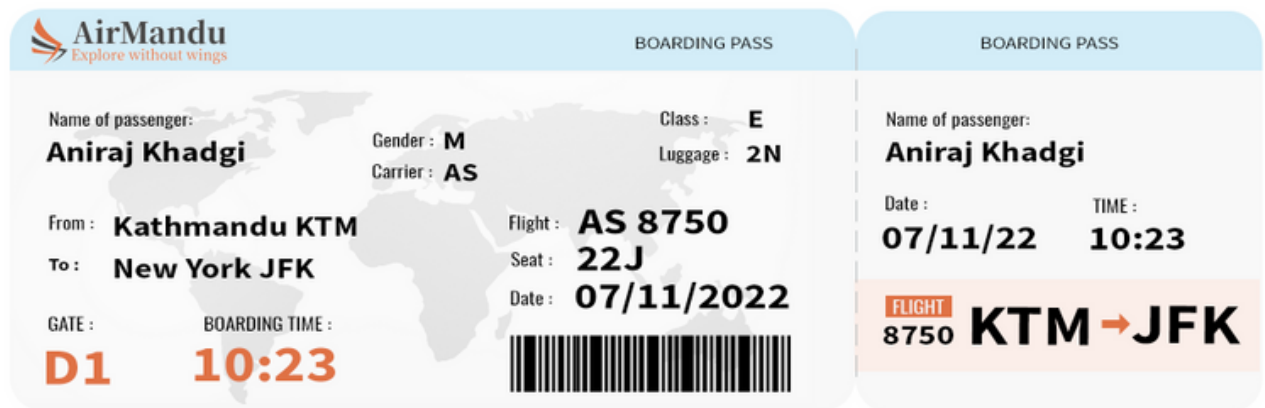 AirMandu
Explore without wings
BOARDING PASS
Name of passenger:
Aniraj Khadgi
Gender : M
Carrier : AS
Class : E
Luggage : 2N
From : Kathmandu KTM
To : New York JFK
Flight : AS 8750
Seat : 22J
Date : 07/11/2022
GATE :
D1
BOARDING TIME :
10:23
BOARDING PASS
Name of passenger:
Aniraj Khadgi
Date :
07/11/22
TIME :
10:23
FLIGHT
8750
KTM → JFK